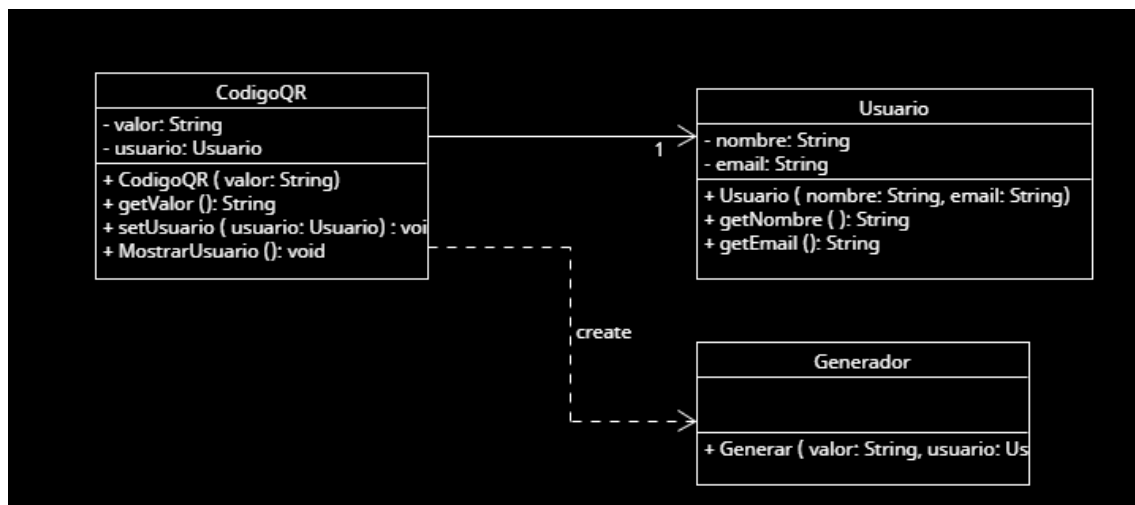 CodigoQR
- valor: String
- usuario: Usuario
+ CodigoQR ( valor: String)
+ getValor (): String
+ setUsuario ( usuario: Usuario) : voi
+ MostrarUsuario (): void
1
Usuario
- nombre: String
- email: String
+ Usuario ( nombre: String, email: String)
+ getNombre ( ): String
+ getEmail (): String
create
Generador
+ Generar ( valor: String, usuario: Us